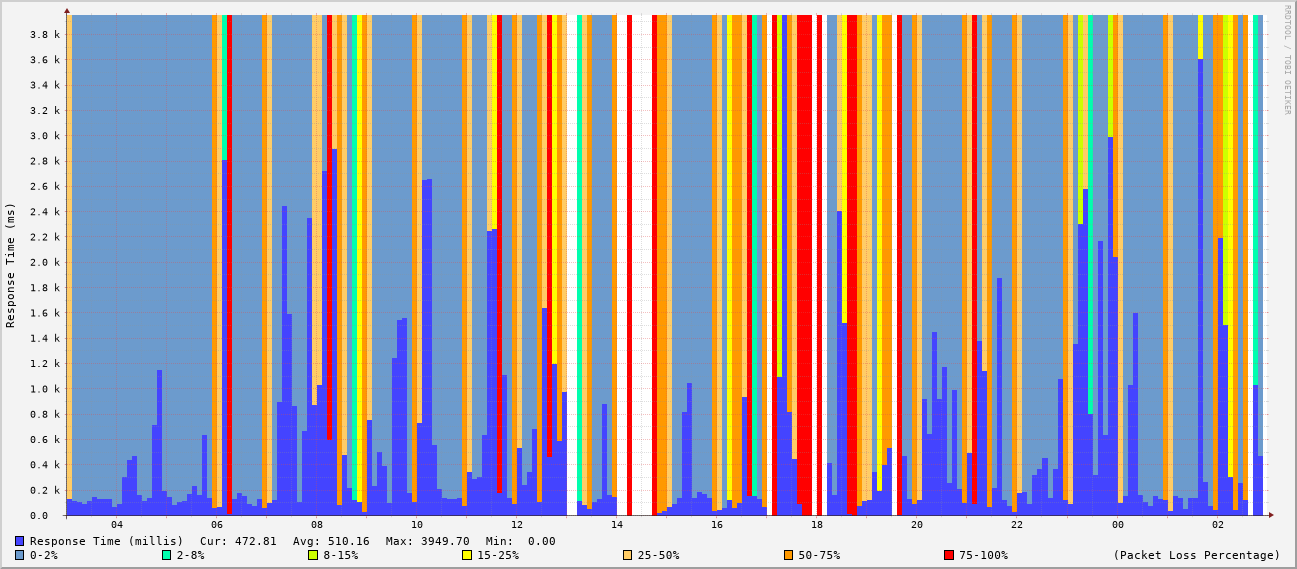 RRDTOOL / TOBI OETIKER
Response Time (ms)
3.8 k
3.6 k
3.4 k
3.2 k
3.0 k
2.8 k
2.6 k
2.4 k
2.2 k
2.0 k
1.8 k
1.6 k
1.4 k
1.2 k
1.0 k
0.8 k
0.6 k
0.4 k
0.2 k
0.0
04 06 08 10 12 14 16 18 20 22 00 02
Response Time (millis) Cur: 472.81 Avg: 510.16 Max: 3949.70 Min: 0.00
0-2% 2-8% 8-15% 15-25% 25-50% 50-75% 75-100% (Packet Loss Percentage)